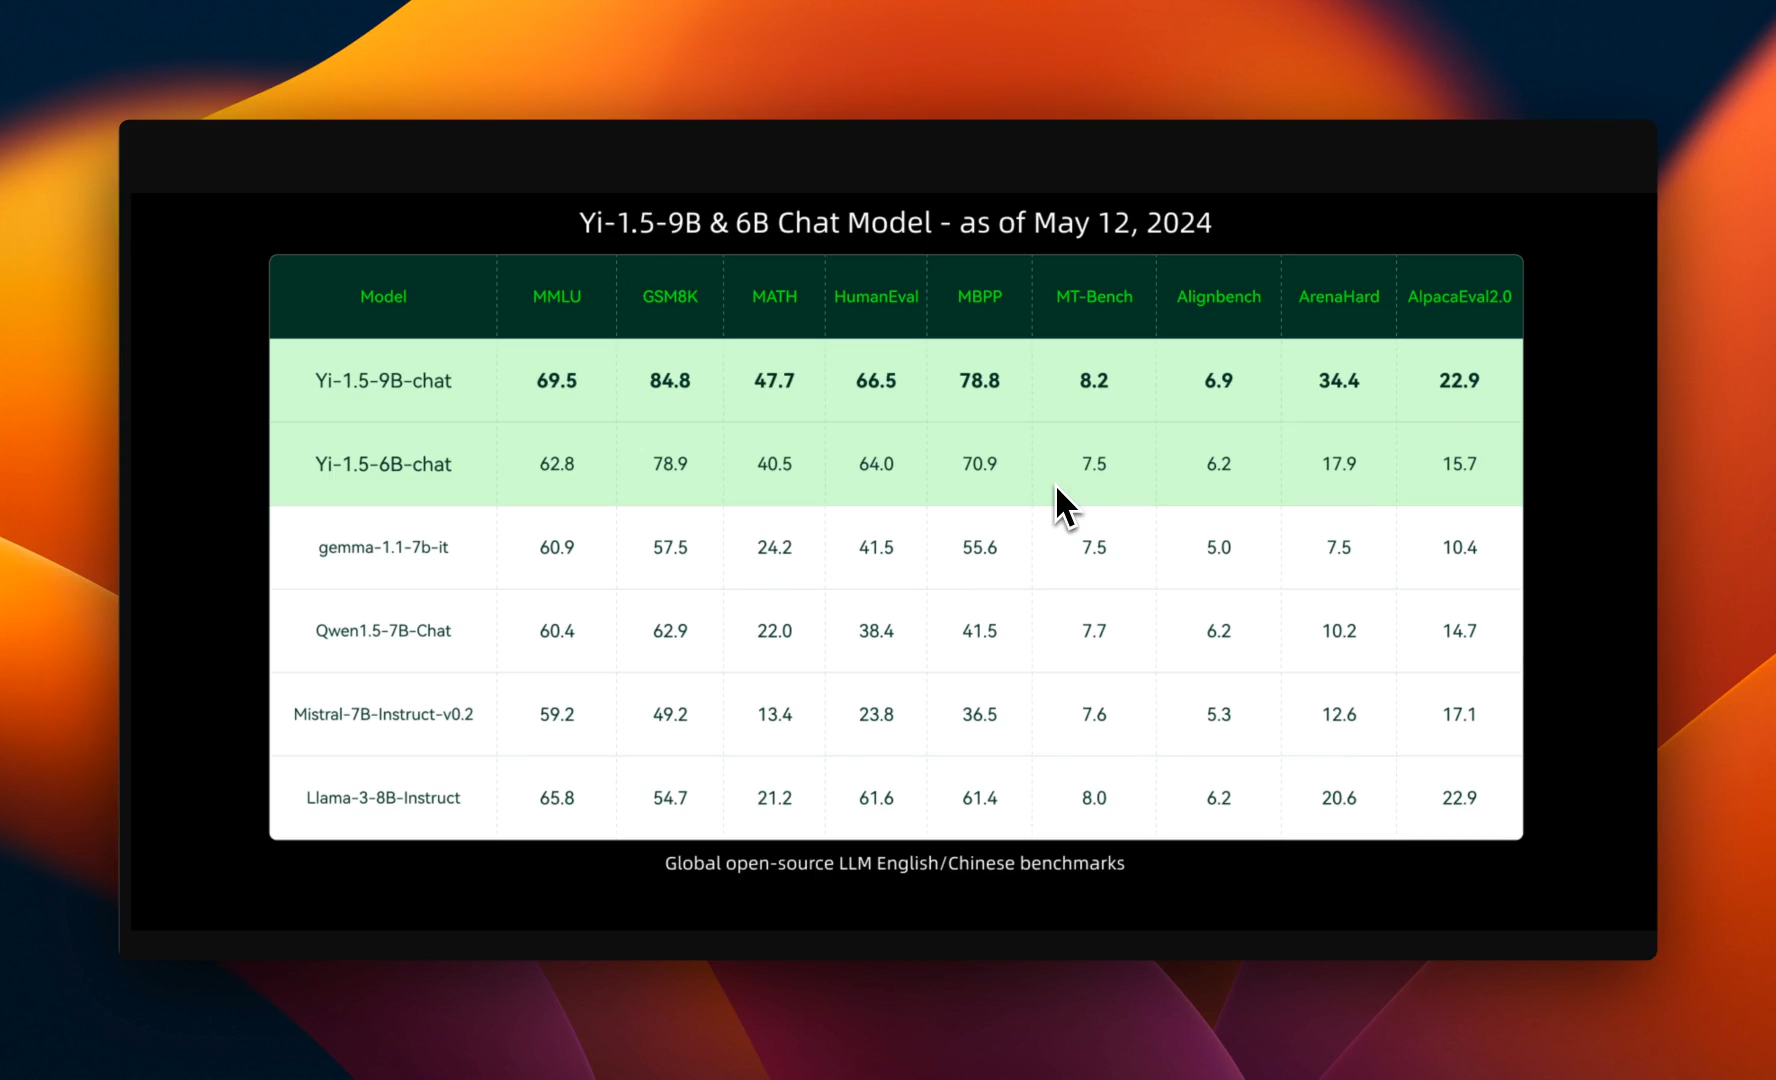 Yi-1.5-9B & 6B Chat Model - as of May 12, 2024
Model MMLU GSM8K MATH HumanEval MBPP MT-Bench Alignbench ArenaHard AlpacaEval2.0
Yi-1.5-9B-chat 69.5 84.8 47.7 66.5 78.8 8.2 6.9 34.4 22.9
Yi-1.5-6B-chat 62.8 78.9 40.5 64.0 70.9 7.5 6.2 17.9 15.7
gemma-1.1-7b-it 60.9 57.5 24.2 41.5 55.6 7.5 5.0 7.5 10.4
Qwen1.5-7B-Chat 60.4 62.9 22.0 38.4 41.5 7.7 6.2 10.2 14.7
Mistral-7B-Instruct-v0.2 59.2 49.2 13.4 23.8 36.5 7.6 5.3 12.6 17.1
Llama-3-8B-Instruct 65.8 54.7 21.2 61.6 61.4 8.0 6.2 20.6 22.9
Global open-source LLM English/Chinese benchmarks